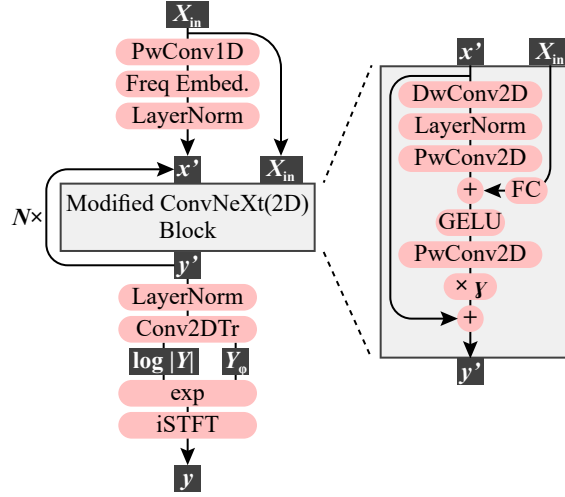 X_in
PwConv1D
Freq Embed.
LayerNorm
x' X_in
N×
Modified ConvNeXt(2D)
Block
y'
LayerNorm
Conv2DTr
log |Y| Y_φ
exp
iSTFT
y
x' X_in
DwConv2D
LayerNorm
PwConv2D
+ FC
GELU
PwConv2D
× γ
+
y'